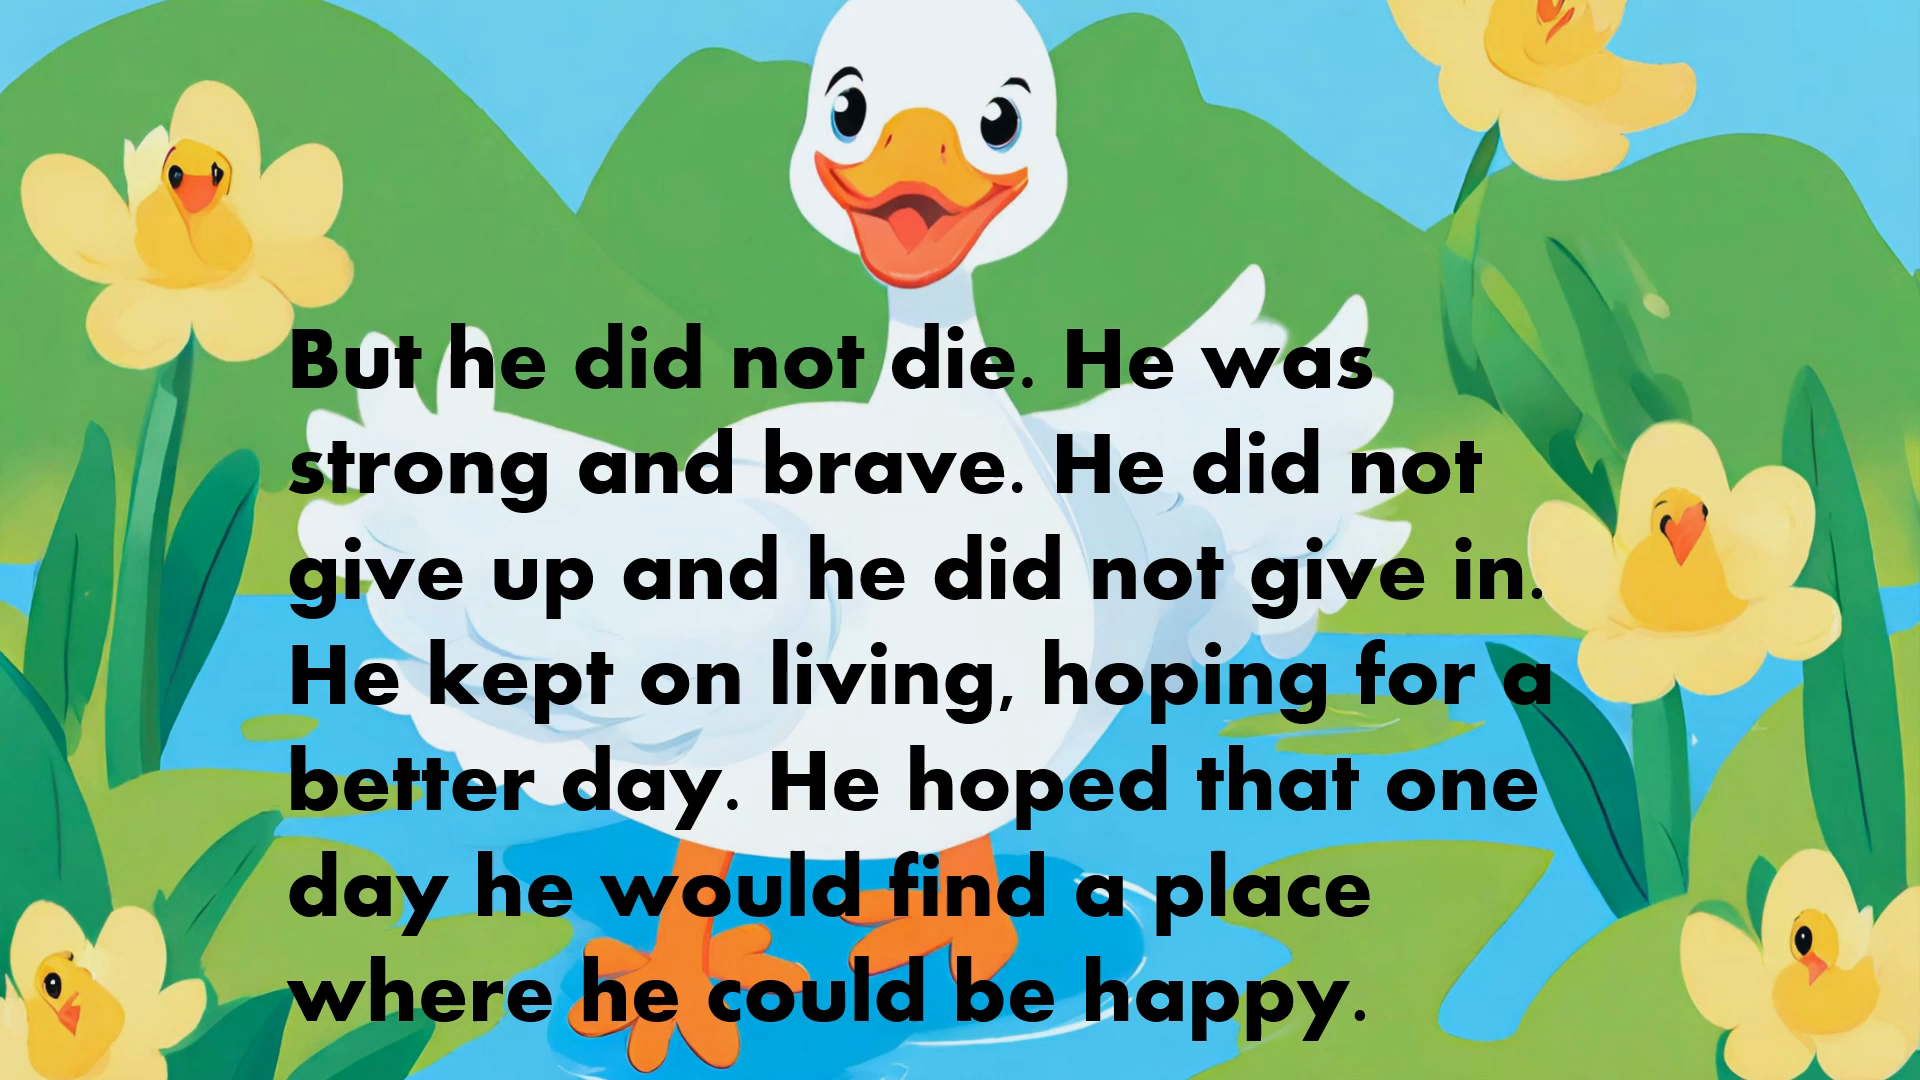 But he did not die. He was
strong and brave. He did not
give up and he did not give in.
He kept on living, hoping for a
better day. He hoped that one
day he would find a place
where he could be happy.